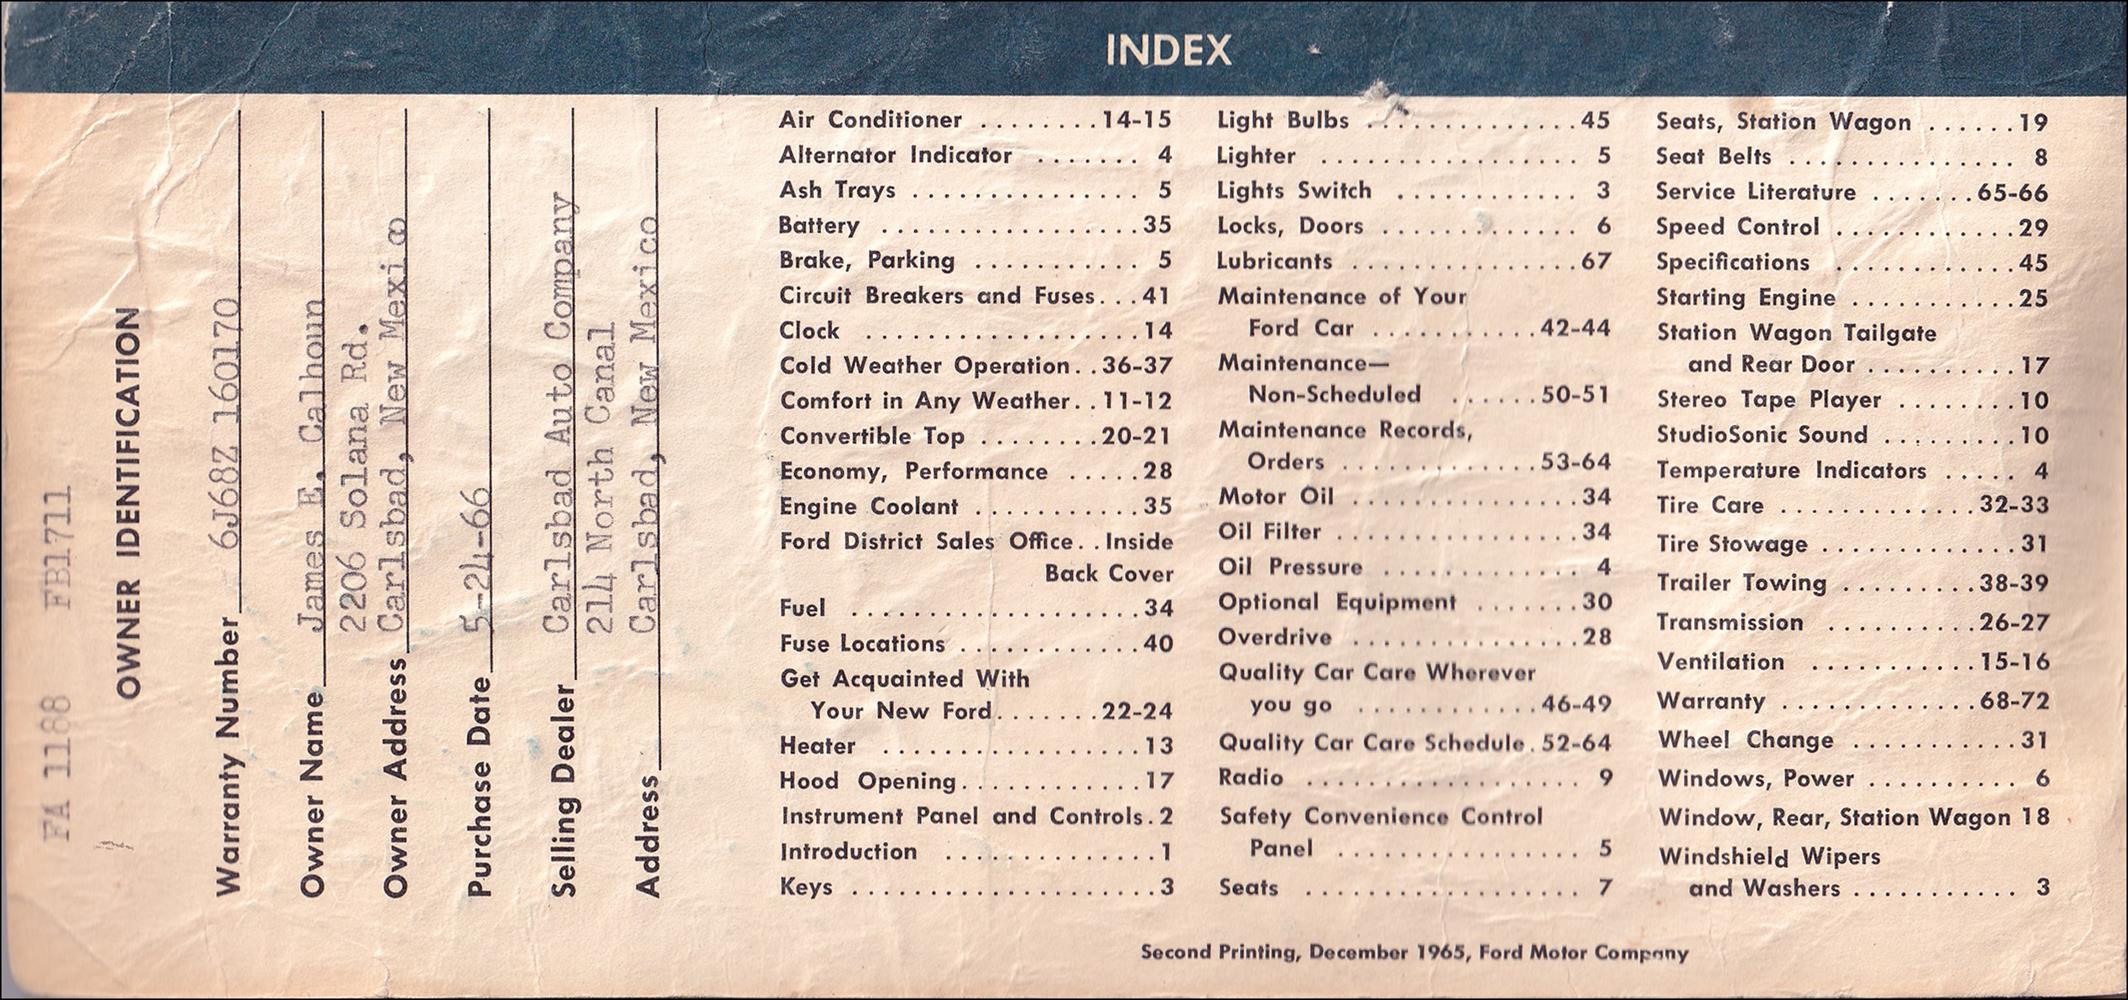 INDEX
FA 1188 FB1711
OWNER IDENTIFICATION
Warranty Number 6J68Z 160170
Owner Name James E. Calhoun
2206 Solana Rd.
Owner Address Carlsbad, New Mexico
Purchase Date 5-24-66
Selling Dealer Carlsbad Auto Company
214 North Canal
Address Carlsbad, New Mexico
Air Conditioner ........14-15
Alternator Indicator ....... 4
Ash Trays ............... 5
Battery .................35
Brake, Parking .......... 5
Circuit Breakers and Fuses...41
Clock .................14
Cold Weather Operation..36-37
Comfort in Any Weather..11-12
Convertible Top ........20-21
Economy, Performance .....28
Engine Coolant ...........35
Ford District Sales Office..Inside
Back Cover
Fuel ...................34
Fuse Locations ............40
Get Acquainted With
Your New Ford.......22-24
Heater .................13
Hood Opening............17
Instrument Panel and Controls.2
Introduction ..............1
Keys ....................3
Light Bulbs ..............45
Lighter ................. 5
Lights Switch ............ 3
Locks, Doors ............. 6
Lubricants ...............67
Maintenance of Your
Ford Car ..........42-44
Maintenance—
Non-Scheduled ......50-51
Maintenance Records,
Orders .............53-64
Motor Oil ...............34
Oil Filter ................34
Oil Pressure ............. 4
Optional Equipment .......30
Overdrive ...............28
Quality Car Care Wherever
you go ............46-49
Quality Car Care Schedule.52-64
Radio .................. 9
Safety Convenience Control
Panel ................ 5
Seats .................. 7
Seats, Station Wagon ......19
Seat Belts ............... 8
Service Literature .......65-66
Speed Control ............29
Specifications ............45
Starting Engine ...........25
Station Wagon Tailgate
and Rear Door ..........17
Stereo Tape Player ........10
StudioSonic Sound .........10
Temperature Indicators ..... 4
Tire Care .............32-33
Tire Stowage .............31
Trailer Towing .........38-39
Transmission ..........26-27
Ventilation ...........15-16
Warranty .............68-72
Wheel Change ...........31
Windows, Power .......... 6
Window, Rear, Station Wagon 18
Windshield Wipers
and Washers ........... 3
Second Printing, December 1965, Ford Motor Company